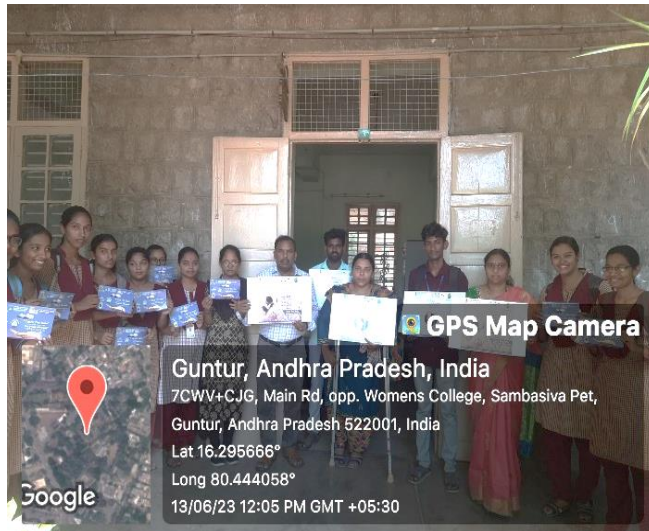 GPS Map Camera
Guntur, Andhra Pradesh, India
7CWV+CJG, Main Rd, opp. Womens College, Sambasiva Pet,
Guntur, Andhra Pradesh 522001, India
Lat 16.295666°
Long 80.444058°
13/06/23 12:05 PM GMT +05:30
Google